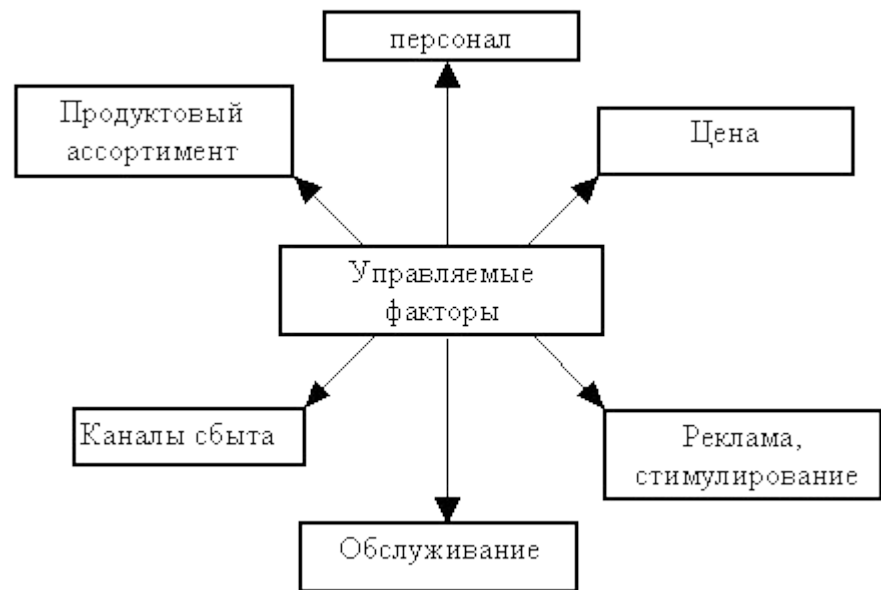 персонал
Продуктовый
ассортимент
Цена
Управляемые
факторы
Каналы сбыта
Реклама,
стимулирование
Обслуживание